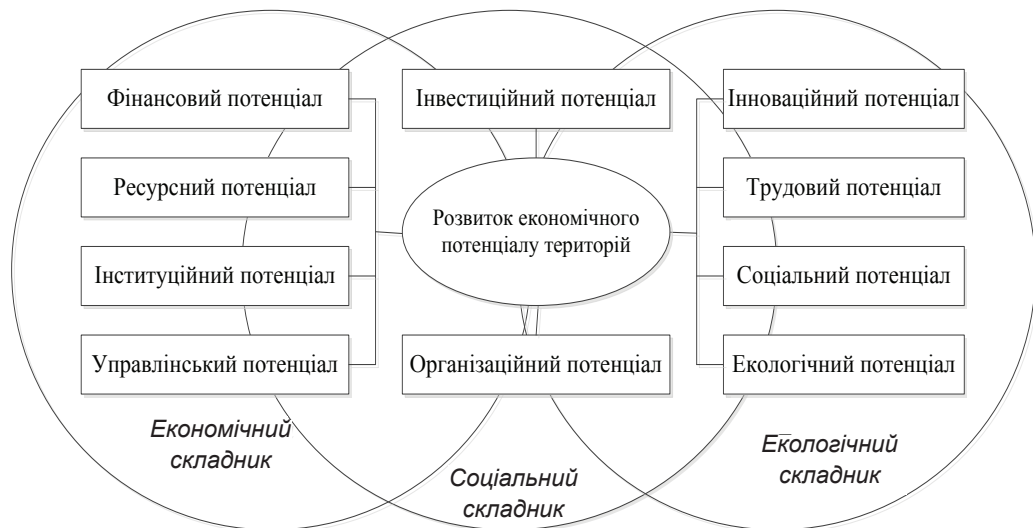 Фінансовий потенціал
Інвестиційний потенціал
Інноваційний потенціал
Ресурсний потенціал
Трудовий потенціал
Розвиток економічного
потенціалу територій
Інституційний потенціал
Соціальний потенціал
Управлінський потенціал
Організаційний потенціал
Екологічний потенціал
Економічний
складник
Соціальний
складник
Екологічний
складник